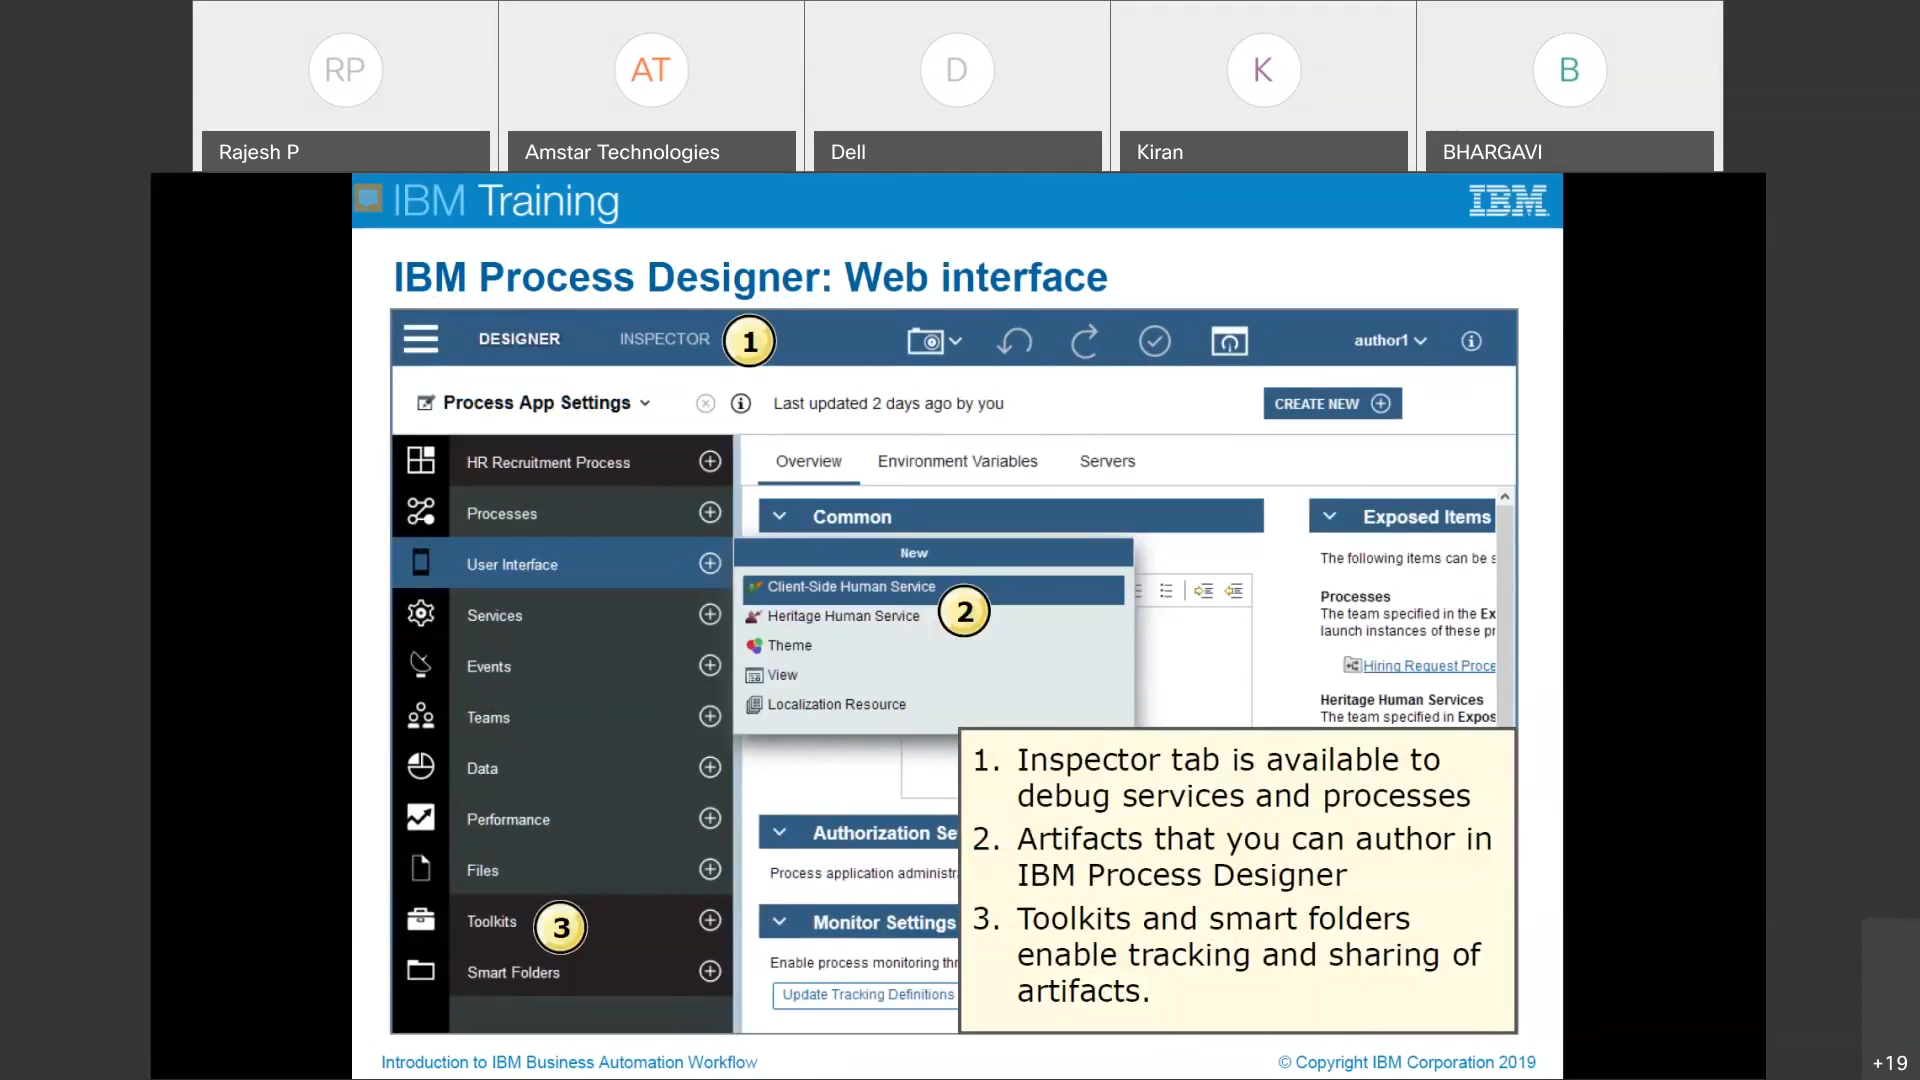 RP
AT
D
K
B
Rajesh P
Amstar Technologies
Dell
Kiran
BHARGAVI
IBM Training
IBM
IBM Process Designer: Web interface
DESIGNER
INSPECTOR
1
author1
Process App Settings
Last updated 2 days ago by you
CREATE NEW
HR Recruitment Process
Processes
User Interface
Services
Events
Teams
Data
Performance
Files
Toolkits
3
Smart Folders
Overview
Environment Variables
Servers
Common
New
Client-Side Human Service
2
Heritage Human Service
Theme
View
Localization Resource
Exposed Items
The following items can be s
Processes
The team specified in the Ex
launch instances of these pr
Hiring Request Proce
Heritage Human Services
The team specified in Expos
Authorization Se
Process application administr
Monitor Settings
Enable process monitoring thr
Update Tracking Definitions
1. Inspector tab is available to
debug services and processes
2. Artifacts that you can author in
IBM Process Designer
3. Toolkits and smart folders
enable tracking and sharing of
artifacts.
Introduction to IBM Business Automation Workflow
© Copyright IBM Corporation 2019
+19